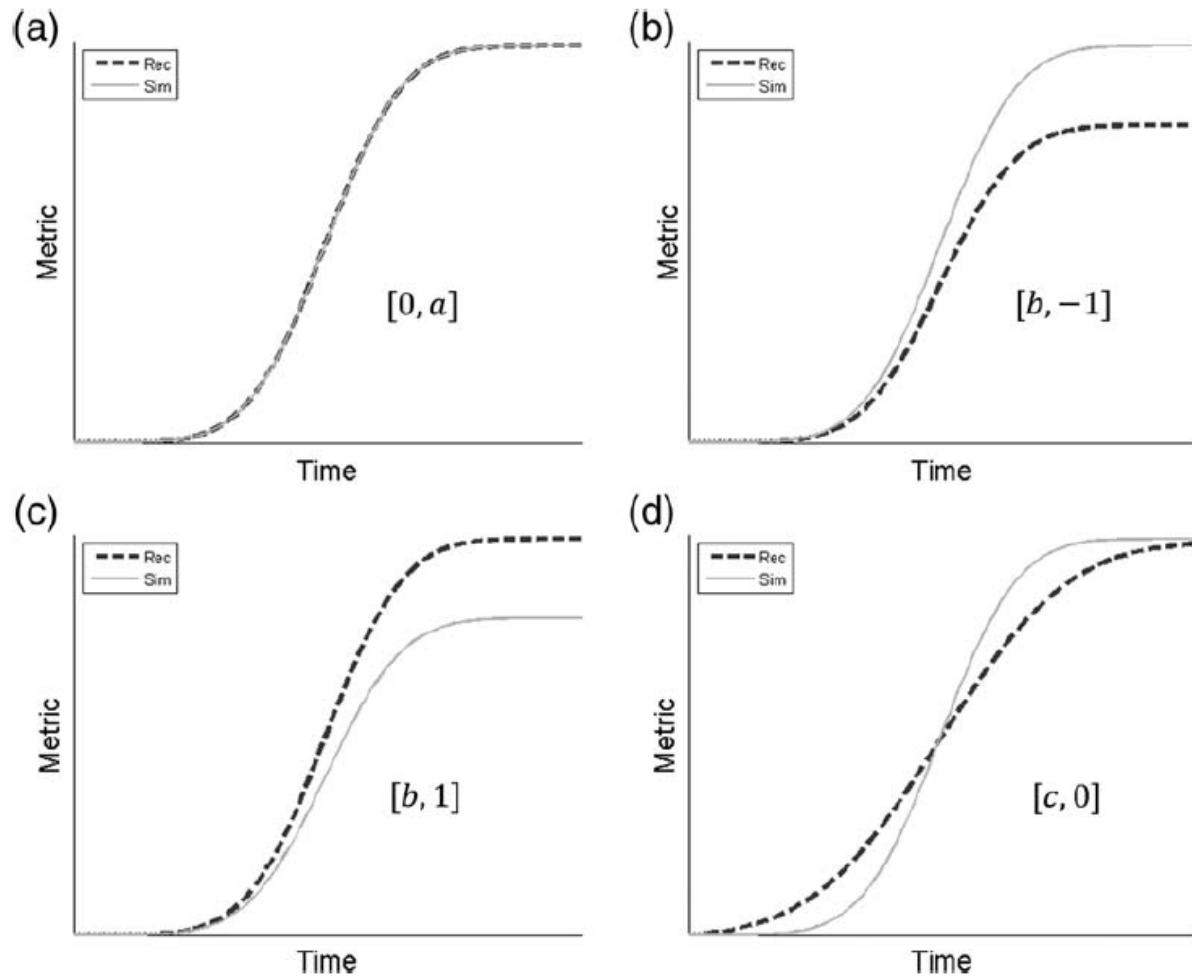 (a)
Rec
Sim
Metric
[0, a]
Time
(b)
Rec
Sim
Metric
[b, −1]
Time
(c)
Rec
Sim
Metric
[b, 1]
Time
(d)
Rec
Sim
Metric
[c, 0]
Time